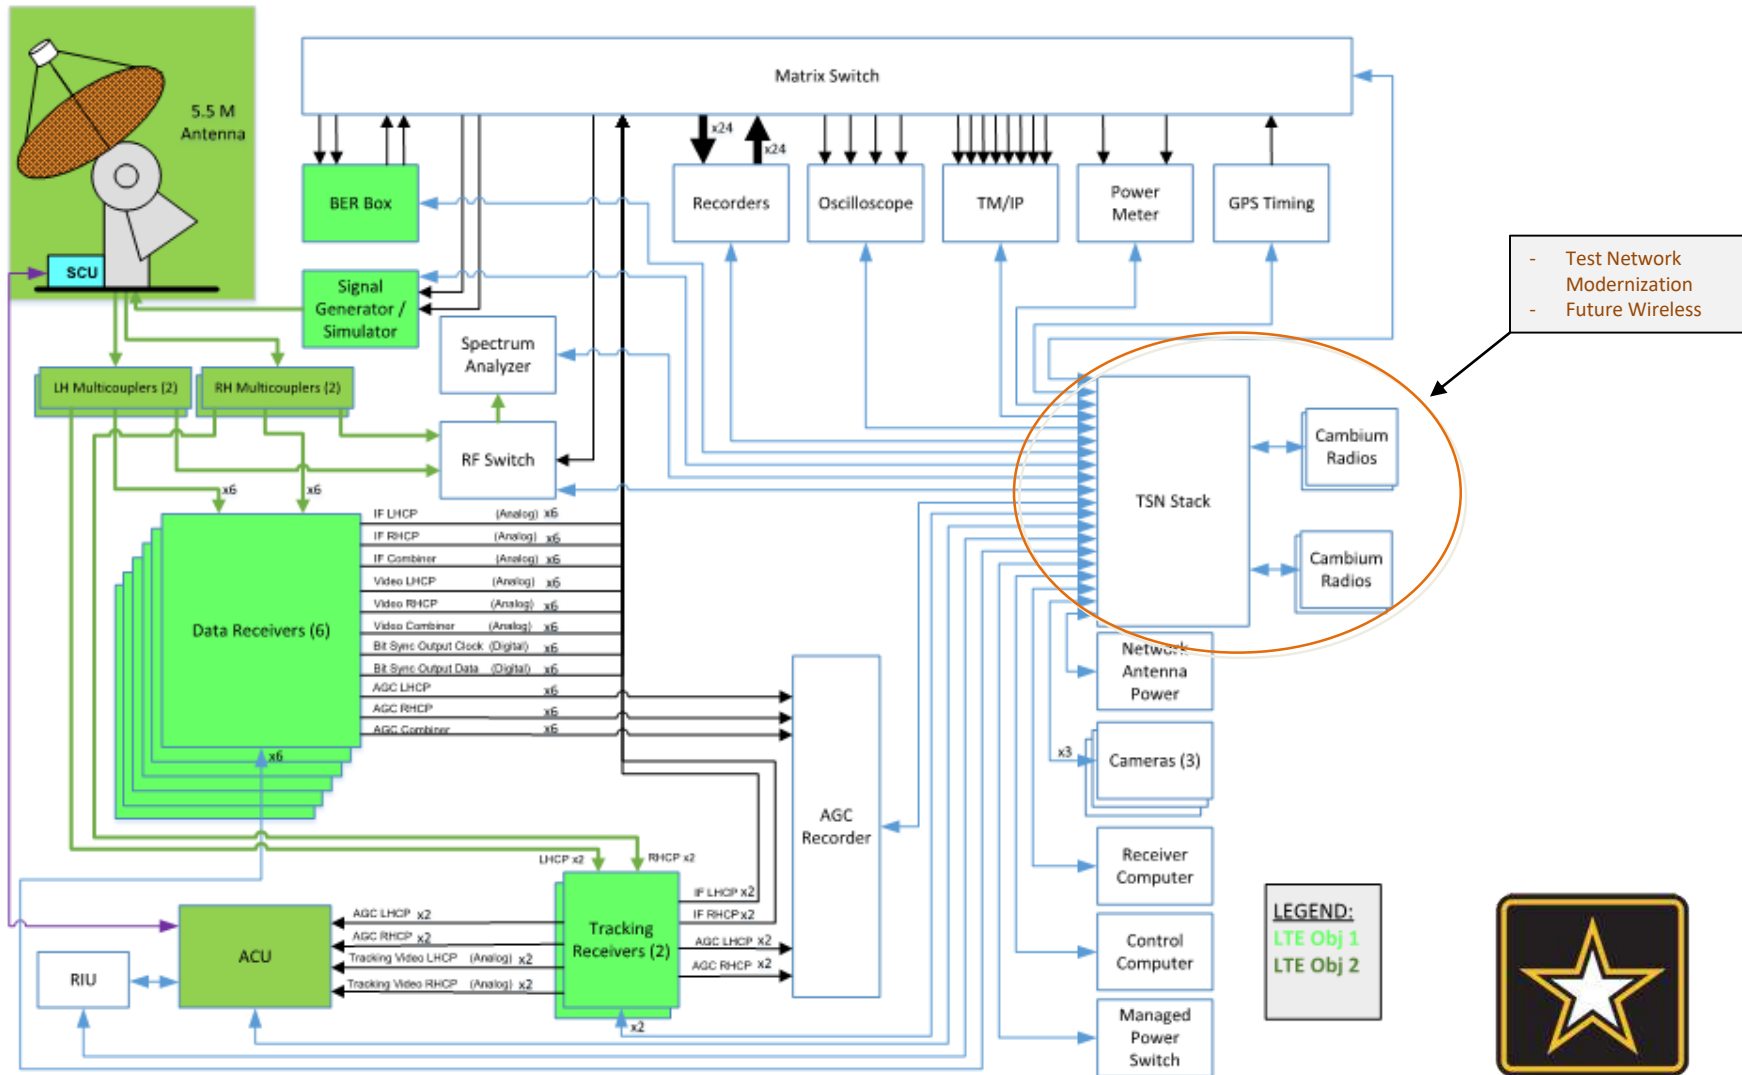 Matrix Switch
5.5 M
Antenna
SCU
x24
x24
BER Box
Recorders
Oscilloscope
TM/IP
Power
Meter
GPS Timing
- Test Network
Modernization
- Future Wireless
Signal
Generator /
Simulator
Spectrum
Analyzer
LH Multicouplers (2)
RH Multicouplers (2)
RF Switch
TSN Stack
Cambium
Radios
Cambium
Radios
x6
x6
Data Receivers (6)
IF LHCP (Analog) x6
IF RHCP (Analog) x6
IF Combiner (Analog) x6
Video LHCP (Analog) x6
Video RHCP (Analog) x6
Video Combiner (Analog) x6
Bit Sync Output Clock (Digital) x6
Bit Sync Output Data (Digital) x6
AGC LHCP x6
AGC RHCP x6
AGC Combiner x6
x6
Network
Antenna
Power
x3
Cameras (3)
AGC
Recorder
LHCP x2
RHCP x2
Receiver
Computer
IF LHCP x2
IF RHCP x2
AGC LHCP x2
AGC RHCP x2
Tracking
Receivers (2)
x2
AGC LHCP x2
AGC RHCP x2
Tracking Video LHCP (Analog) x2
Tracking Video RHCP (Analog) x2
ACU
RIU
Control
Computer
Managed
Power
Switch
LEGEND:
LTE Obj 1
LTE Obj 2